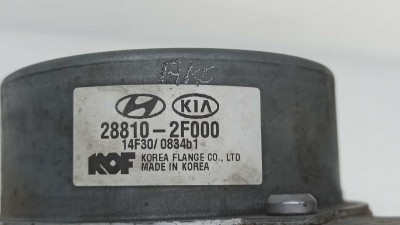 KIA
28810-2F000
14F30/0834b1
KOF KOREA FLANGE CO., LTD
MADE IN KOREA